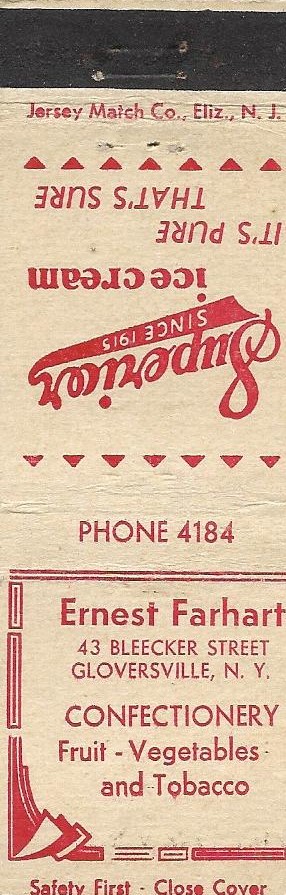 Jersey Match Co., Eliz., N. J.
Superior
SINCE 1915
ice cream
IT'S PURE
THAT'S SURE
PHONE 4184
Ernest Farhart
43 BLEECKER STREET
GLOVERSVILLE, N. Y.
CONFECTIONERY
Fruit - Vegetables
and Tobacco
Safety First - Close Cover